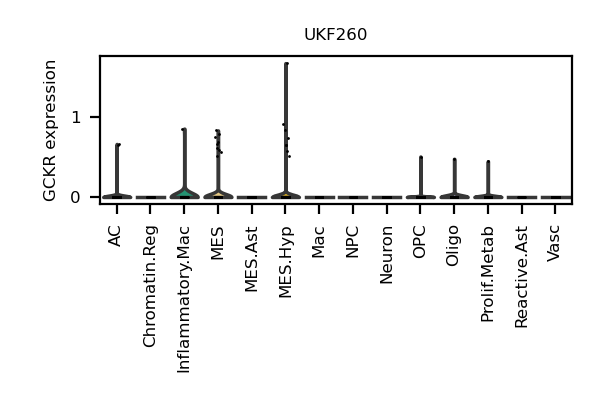 UKF260
GCKR expression
1
0
AC
Chromatin.Reg
Inflammatory.Mac
MES
MES.Ast
MES.Hyp
Mac
NPC
Neuron
OPC
Oligo
Prolif.Metab
Reactive.Ast
Vasc